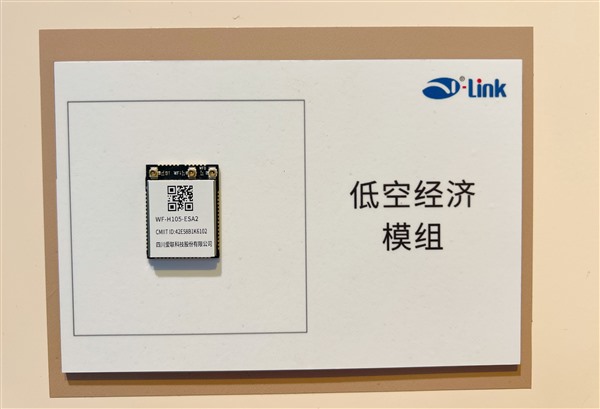 -Link
低空经济
模组
WF-H105-ESA2
CMIIT ID:42ES8B1K6102
四川爱联科技股份有限公司